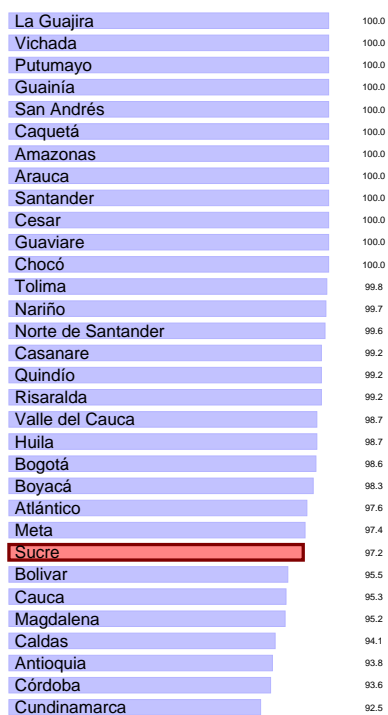 La Guajira 100.0
Vichada 100.0
Putumayo 100.0
Guainía 100.0
San Andrés 100.0
Caquetá 100.0
Amazonas 100.0
Arauca 100.0
Santander 100.0
Cesar 100.0
Guaviare 100.0
Chocó 100.0
Tolima 99.8
Nariño 99.7
Norte de Santander 99.6
Casanare 99.2
Quindío 99.2
Risaralda 99.2
Valle del Cauca 98.7
Huila 98.7
Bogotá 98.6
Boyacá 98.3
Atlántico 97.6
Meta 97.4
Sucre 97.2
Bolivar 95.5
Cauca 95.3
Magdalena 95.2
Caldas 94.1
Antioquia 93.8
Córdoba 93.6
Cundinamarca 92.5